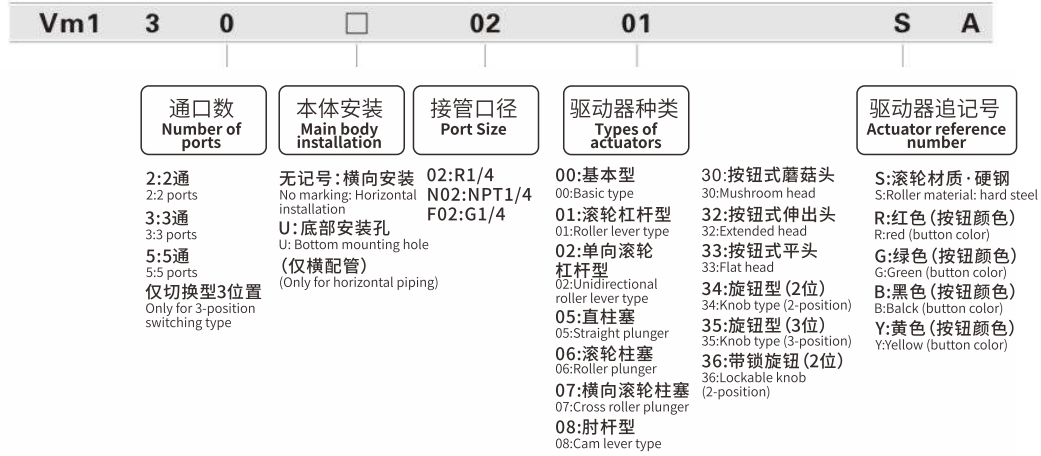 Vm1 3 0 □ 02 01 S A
通口数
Number of
ports
2:2通
2:2 ports
3:3通
3:3 ports
5:5通
5:5 ports
仅切换型3位置
Only for 3-position
switching type
本体安装
Main body
installation
无记号:横向安装
No marking: Horizontal
installation
U:底部安装孔
U: Bottom mounting hole
(仅横配管)
(Only for horizontal piping)
接管口径
Port Size
02:R1/4
N02:NPT1/4
F02:G1/4
驱动器种类
Types of
actuators
00:基本型
00:Basic type
01:滚轮杠杆型
01:Roller lever type
02:单向滚轮
杠杆型
02:Unidirectional
roller lever type
05:直柱塞
05:Straight plunger
06:滚轮柱塞
06:Roller plunger
07:横向滚轮柱塞
07:Cross roller plunger
08:肘杆型
08:Cam lever type
30:按钮式蘑菇头
30:Mushroom head
32:按钮式伸出头
32:Extended head
33:按钮式平头
33:Flat head
34:旋钮型(2位)
34:Knob type (2-position)
35:旋钮型(3位)
35:Knob type (3-position)
36:带锁旋钮(2位)
36:Lockable knob
(2-position)
驱动器追记号
Actuator reference
number
S:滚轮材质·硬钢
S:Roller material: hard steel
R:红色(按钮颜色)
R:red (button color)
G:绿色(按钮颜色)
G:Green (button color)
B:黑色(按钮颜色)
B:Balck (button color)
Y:黄色(按钮颜色)
Y:Yellow (button color)